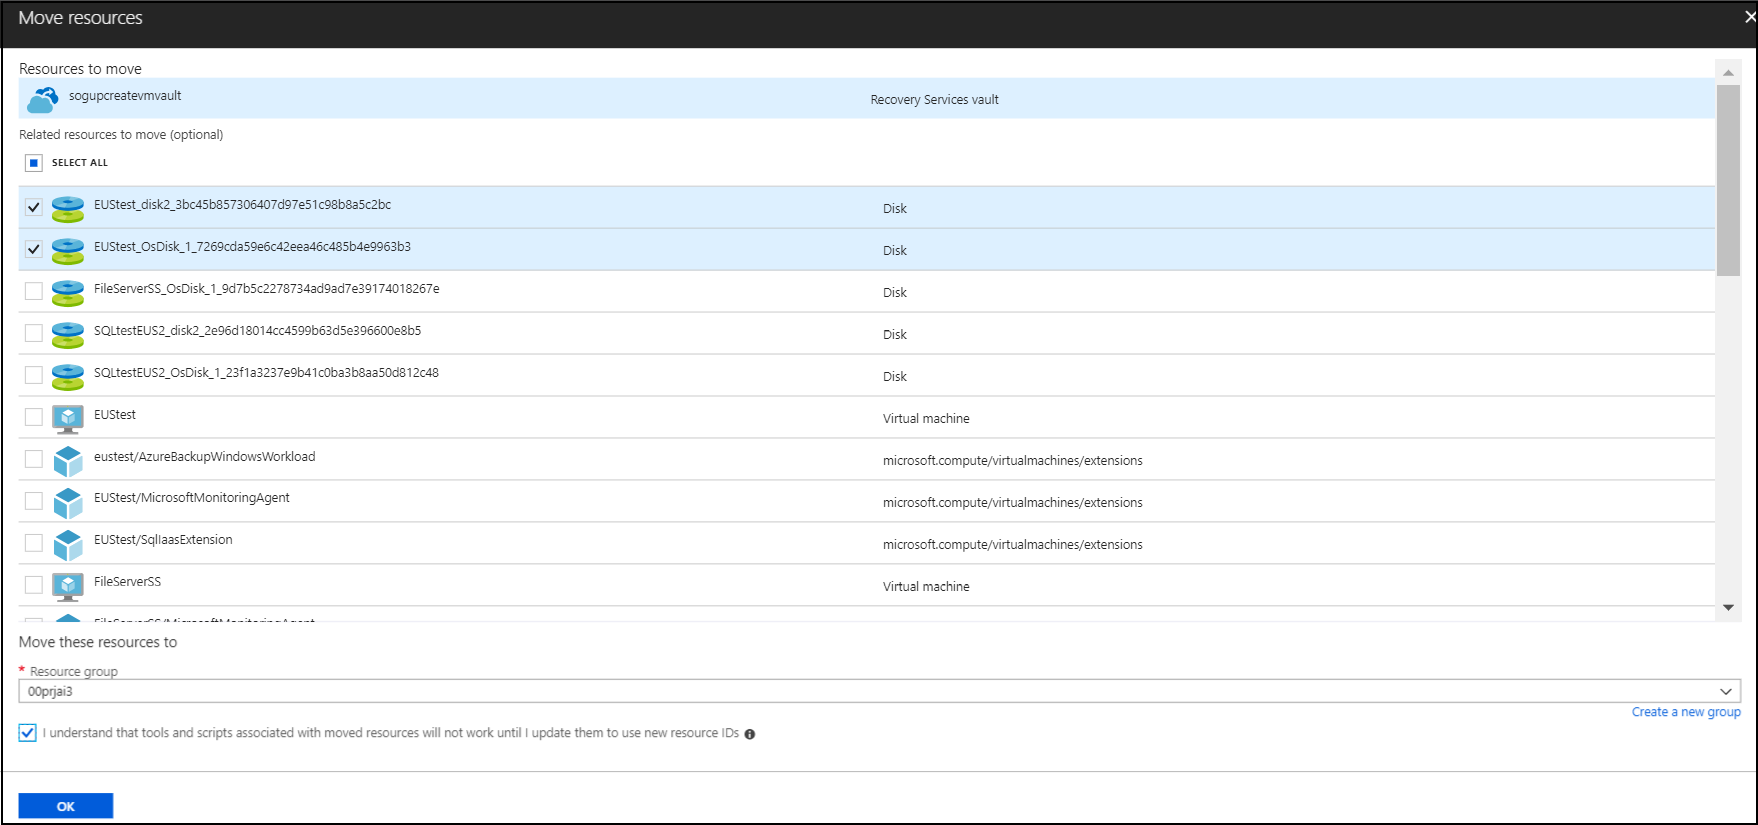 Move resources
Resources to move
sogupcreatevmvault Recovery Services vault
Related resources to move (optional)
SELECT ALL
EUStest_disk2_3bc45b857306407d97e51c98b8a5c2bc Disk
EUStest_OsDisk_1_7269cda59e6c42eea46c485b4e9963b3 Disk
FileServerSS_OsDisk_1_9d7b5c2278734ad9ad7e39174018267e Disk
SQLtestEUS2_disk2_2e96d18014cc4599b63d5e396600e8b5 Disk
SQLtestEUS2_OsDisk_1_23f1a3237e9b41c0ba3b8aa50d812c48 Disk
EUStest Virtual machine
eustest/AzureBackupWindowsWorkload microsoft.compute/virtualmachines/extensions
EUStest/MicrosoftMonitoringAgent microsoft.compute/virtualmachines/extensions
EUStest/SqlIaasExtension microsoft.compute/virtualmachines/extensions
FileServerSS Virtual machine
FileServerSS/MicrosoftMonitoringAgent
Move these resources to
* Resource group
00prjai3
Create a new group
I understand that tools and scripts associated with moved resources will not work until I update them to use new resource IDs
OK